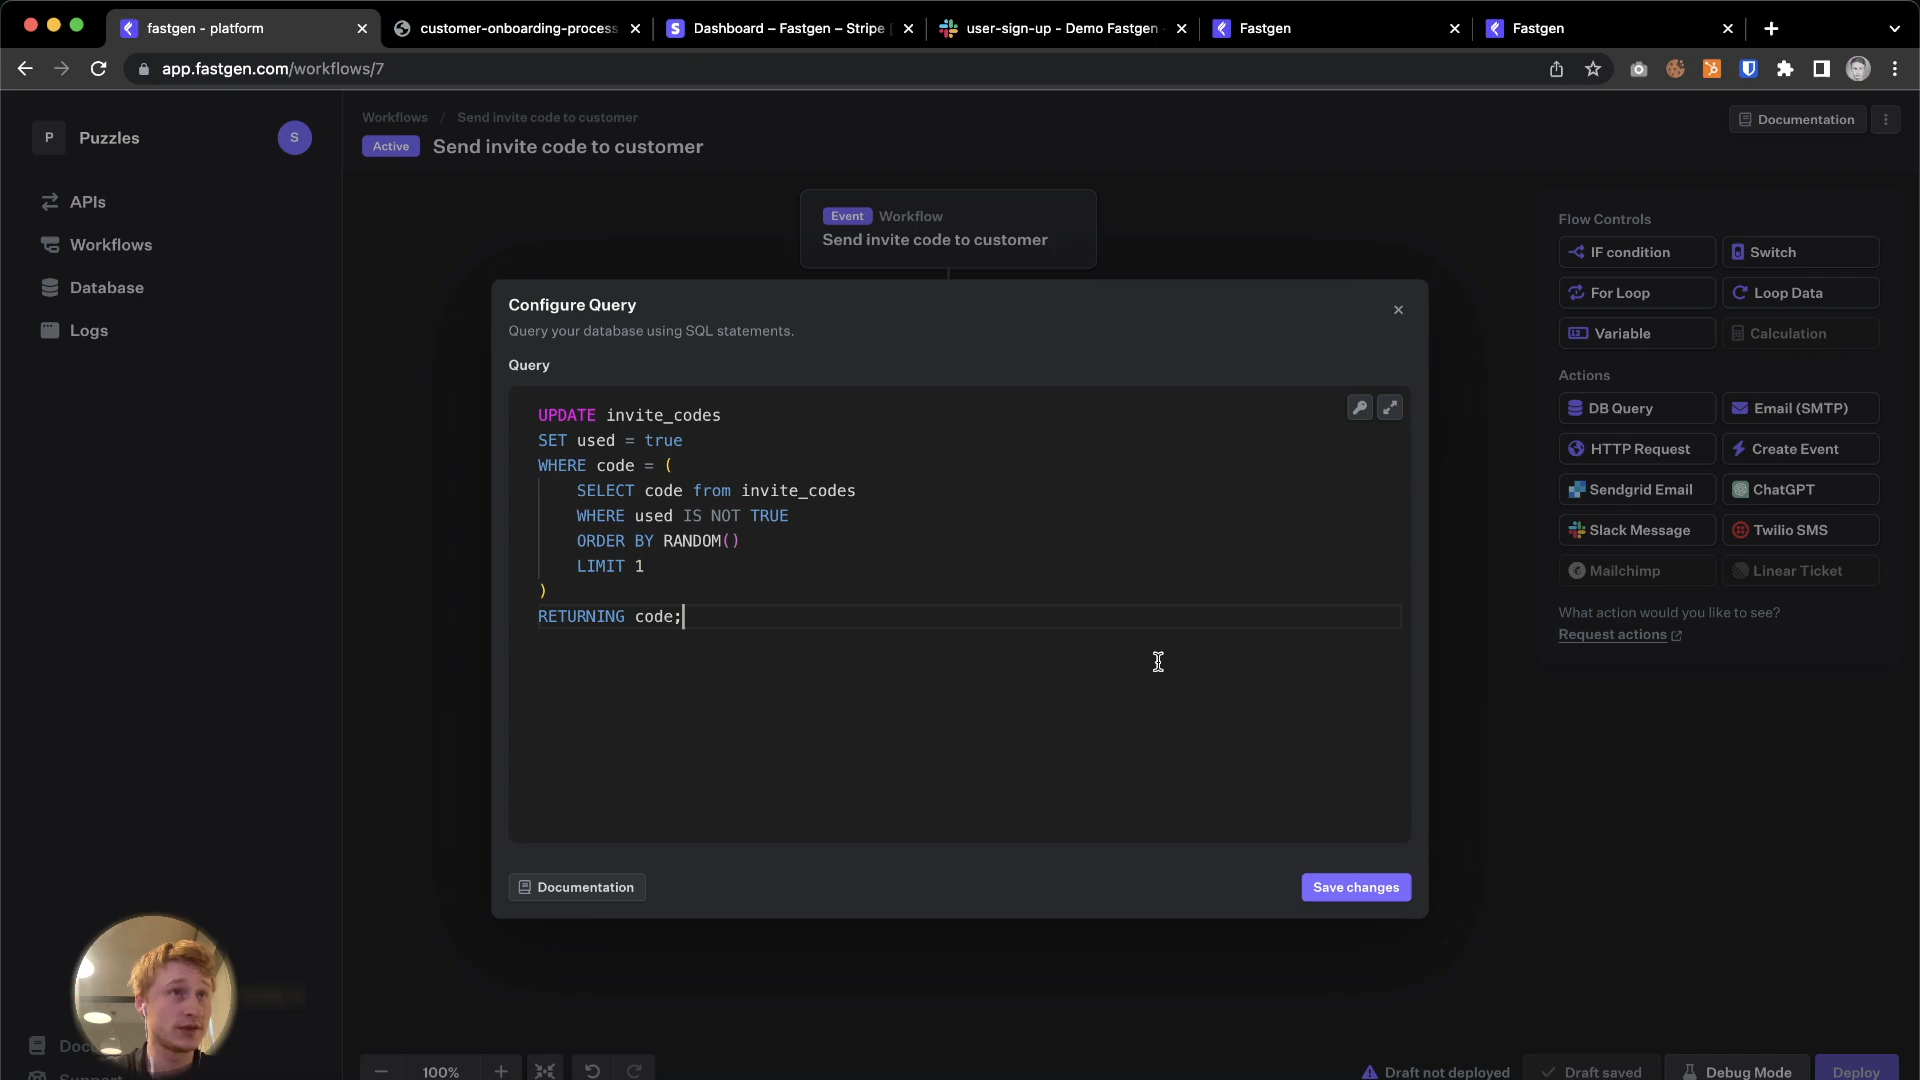 fastgen - platform
customer-onboarding-process
Dashboard – Fastgen – Stripe
user-sign-up - Demo Fastgen
Fastgen
Fastgen
app.fastgen.com/workflows/7
P
Puzzles
S
APIs
Workflows
Database
Logs
Workflows / Send invite code to customer
Active
Send invite code to customer
Documentation
Event Workflow
Send invite code to customer
Configure Query
Query your database using SQL statements.
Query
UPDATE invite_codes
SET used = true
WHERE code = (
SELECT code from invite_codes
WHERE used IS NOT TRUE
ORDER BY RANDOM()
LIMIT 1
)
RETURNING code;
Documentation
Save changes
Flow Controls
IF condition
Switch
For Loop
Loop Data
Variable
Calculation
Actions
DB Query
Email (SMTP)
HTTP Request
Create Event
Sendgrid Email
ChatGPT
Slack Message
Twilio SMS
Mailchimp
Linear Ticket
What action would you like to see?
Request actions
100%
Draft not deployed
Draft saved
Debug Mode
Deploy